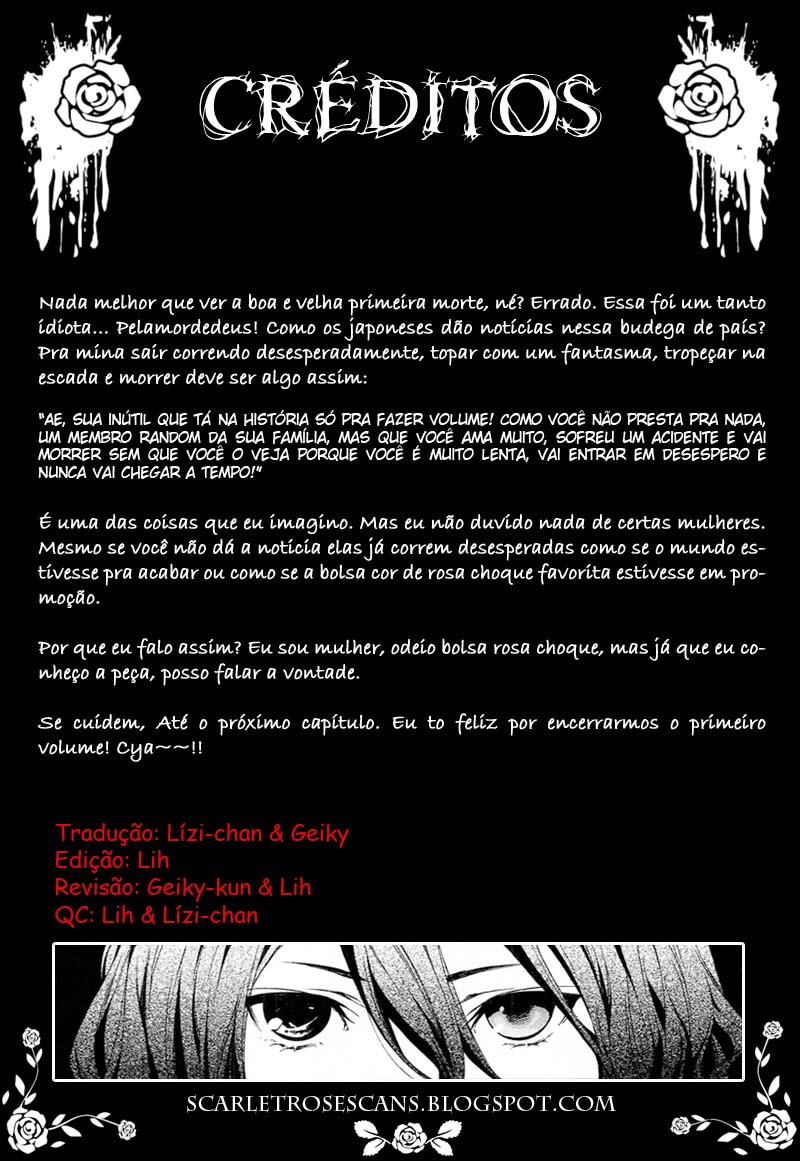 CRÉDITOS
Nada melhor que ver a boa e velha primeira morte, né? Errado. Essa foi um tanto
idiota... Pelamordedeus! Como os japoneses dão notícias nessa budega de país?
Pra mina sair correndo desesperadamente, topar com um fantasma, tropeçar na
escada e morrer deve ser algo assim:
"AE, SUA INÚTIL QUE TÁ NA HISTÓRIA SÓ PRA FAZER VOLUME! COMO VOCÊ NÃO PRESTA PRA NADA,
UM MEMBRO RANDOM DA SUA FAMÍLIA, MAS QUE VOCÊ AMA MUITO, SOFREU UM ACIDENTE E VAI
MORRER SEM QUE VOCÊ O VEJA PORQUE VOCÊ É MUITO LENTA, VAI ENTRAR EM DESESPERO E
NUNCA VAI CHEGAR A TEMPO!"
É uma das coisas que eu imagino. Mas eu não duvido nada de certas mulheres.
Mesmo se você não dá a notícia elas já correm desesperadas como se o mundo es-
tivesse pra acabar ou como se a bolsa cor de rosa choque favorita estivesse em pro-
moção.
Por que eu falo assim? Eu sou mulher, odeio bolsa rosa choque, mas já que eu co-
nheço a peça, posso falar a vontade.
Se cuidem, Até o próximo capítulo. Eu to feliz por encerrarmos o primeiro
volume! Cya~~!!
Tradução: Lízi-chan & Geiky
Edição: Lih
Revisão: Geiky-kun & Lih
QC: Lih & Lízi-chan
SCARLETROSESCANS.BLOGSPOT.COM